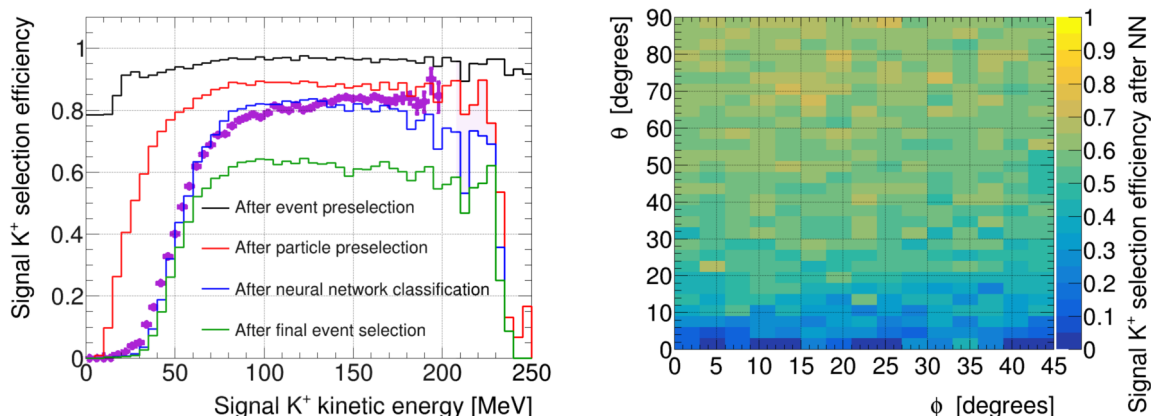 Signal K⁺ selection efficiency
1
0.8
0.6
0.4
0.2
0
After event preselection
After particle preselection
After neural network classification
After final event selection
0 50 100 150 200 250
Signal K⁺ kinetic energy [MeV]
θ [degrees]
90
80
70
60
50
40
30
20
10
0
0 5 10 15 20 25 30 35 40 45
ϕ [degrees]
1
0.9
0.8
0.7
0.6
0.5
0.4
0.3
0.2
0.1
0
Signal K⁺ selection efficiency after NN